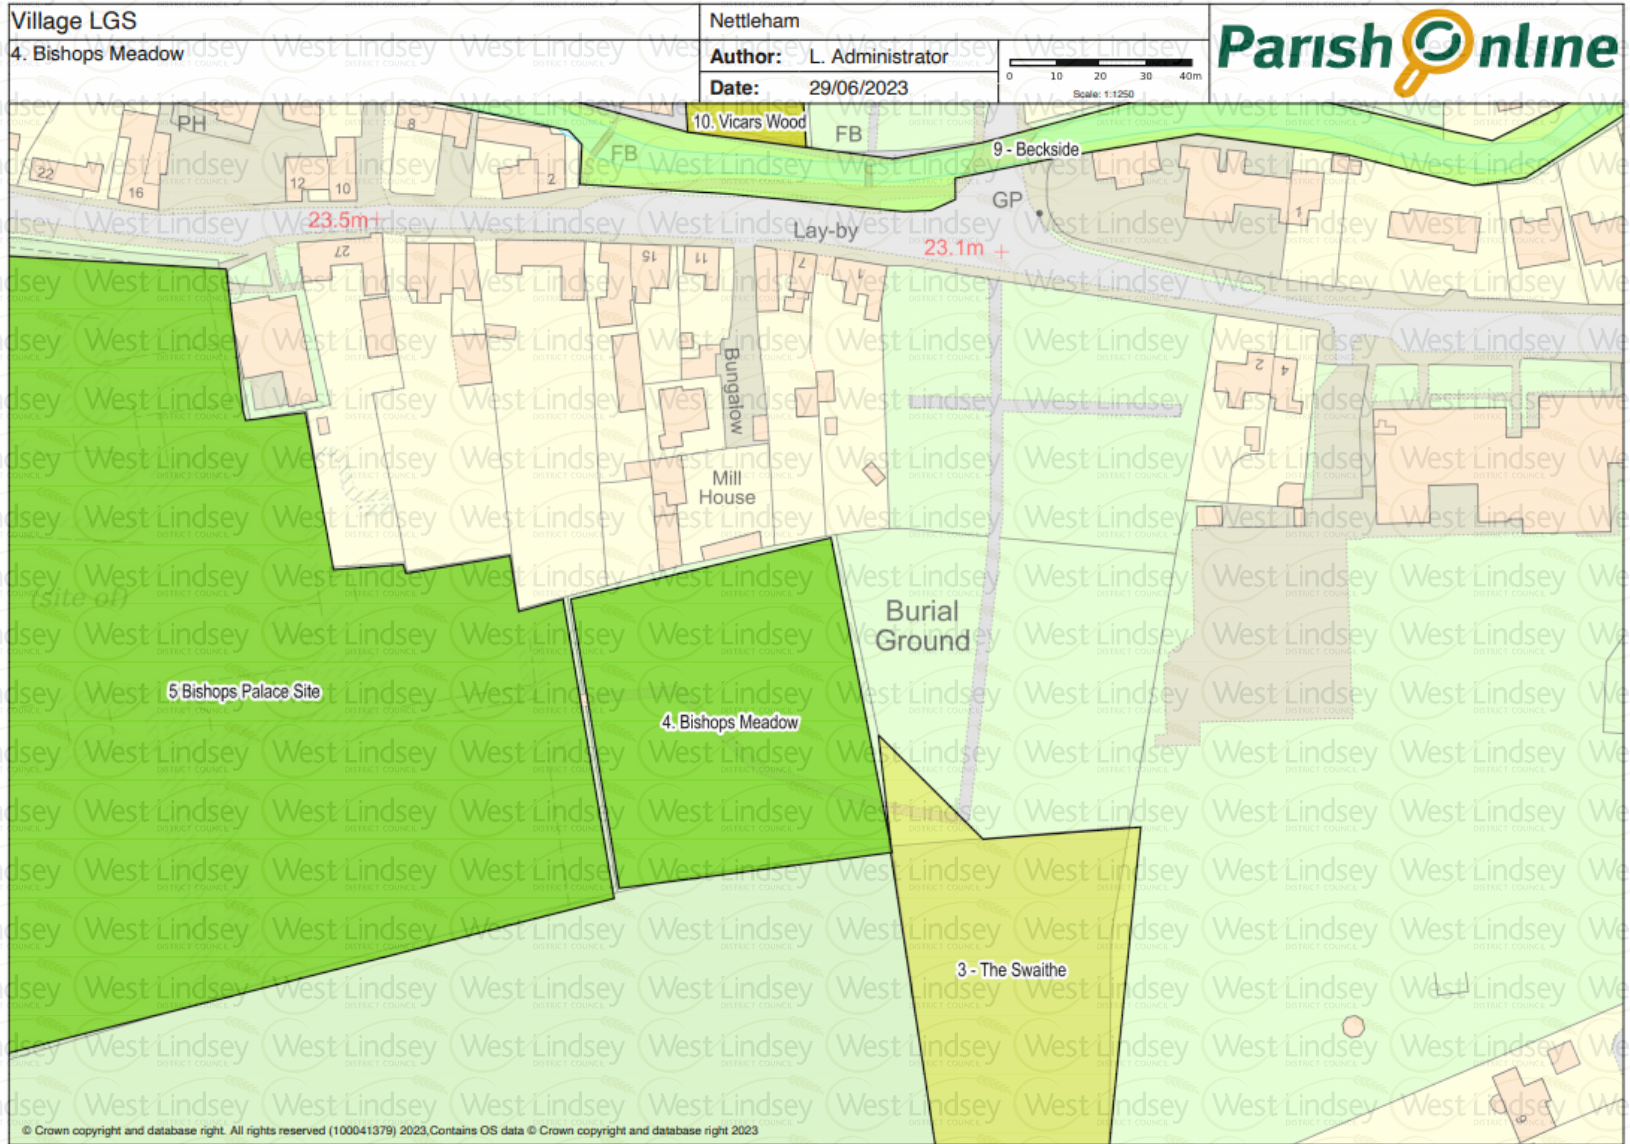 Village LGS
4. Bishops Meadow
Nettleham
Author: L. Administrator
Date: 29/06/2023
0 10 20 30 40m
Scale: 1:1250
Parish Online
PH
8
22
16
12
10
2
FB
10. Vicars Wood
FB
9 - Beckside
GP
1
23.5m
Lay-by
23.1m
27
15
11
7
1
2
4
Bungalow
Mill
House
(site of)
Burial
Ground
5 Bishops Palace Site
4. Bishops Meadow
3 - The Swaithe
West Lindsey
DISTRICT COUNCIL
© Crown copyright and database right. All rights reserved (100041379) 2023,Contains OS data © Crown copyright and database right 2023